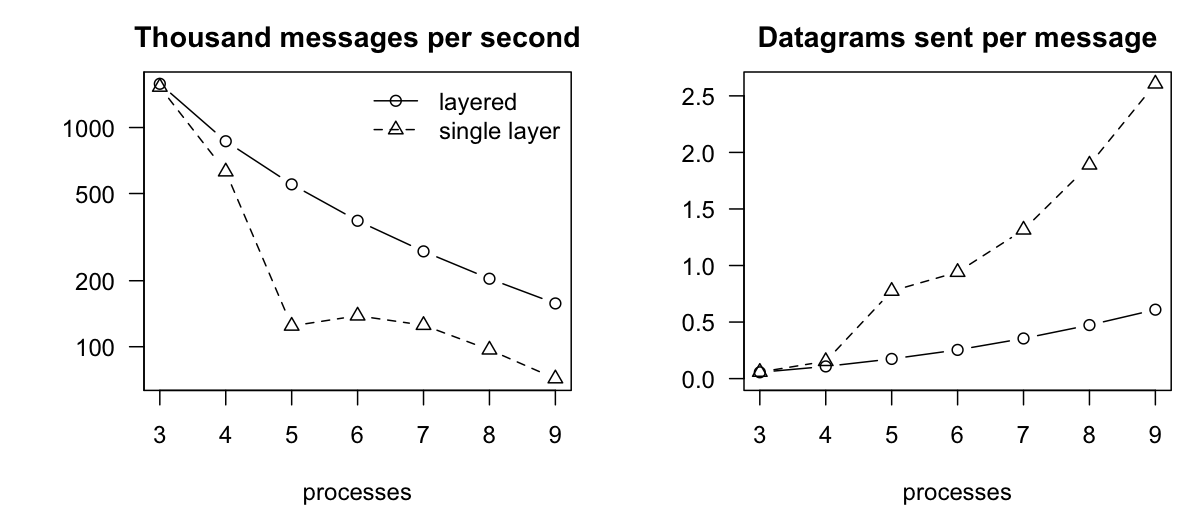 Thousand messages per second
layered
single layer
1000
500
200
100
3 4 5 6 7 8 9
processes
Datagrams sent per message
2.5
2.0
1.5
1.0
0.5
0.0
3 4 5 6 7 8 9
processes